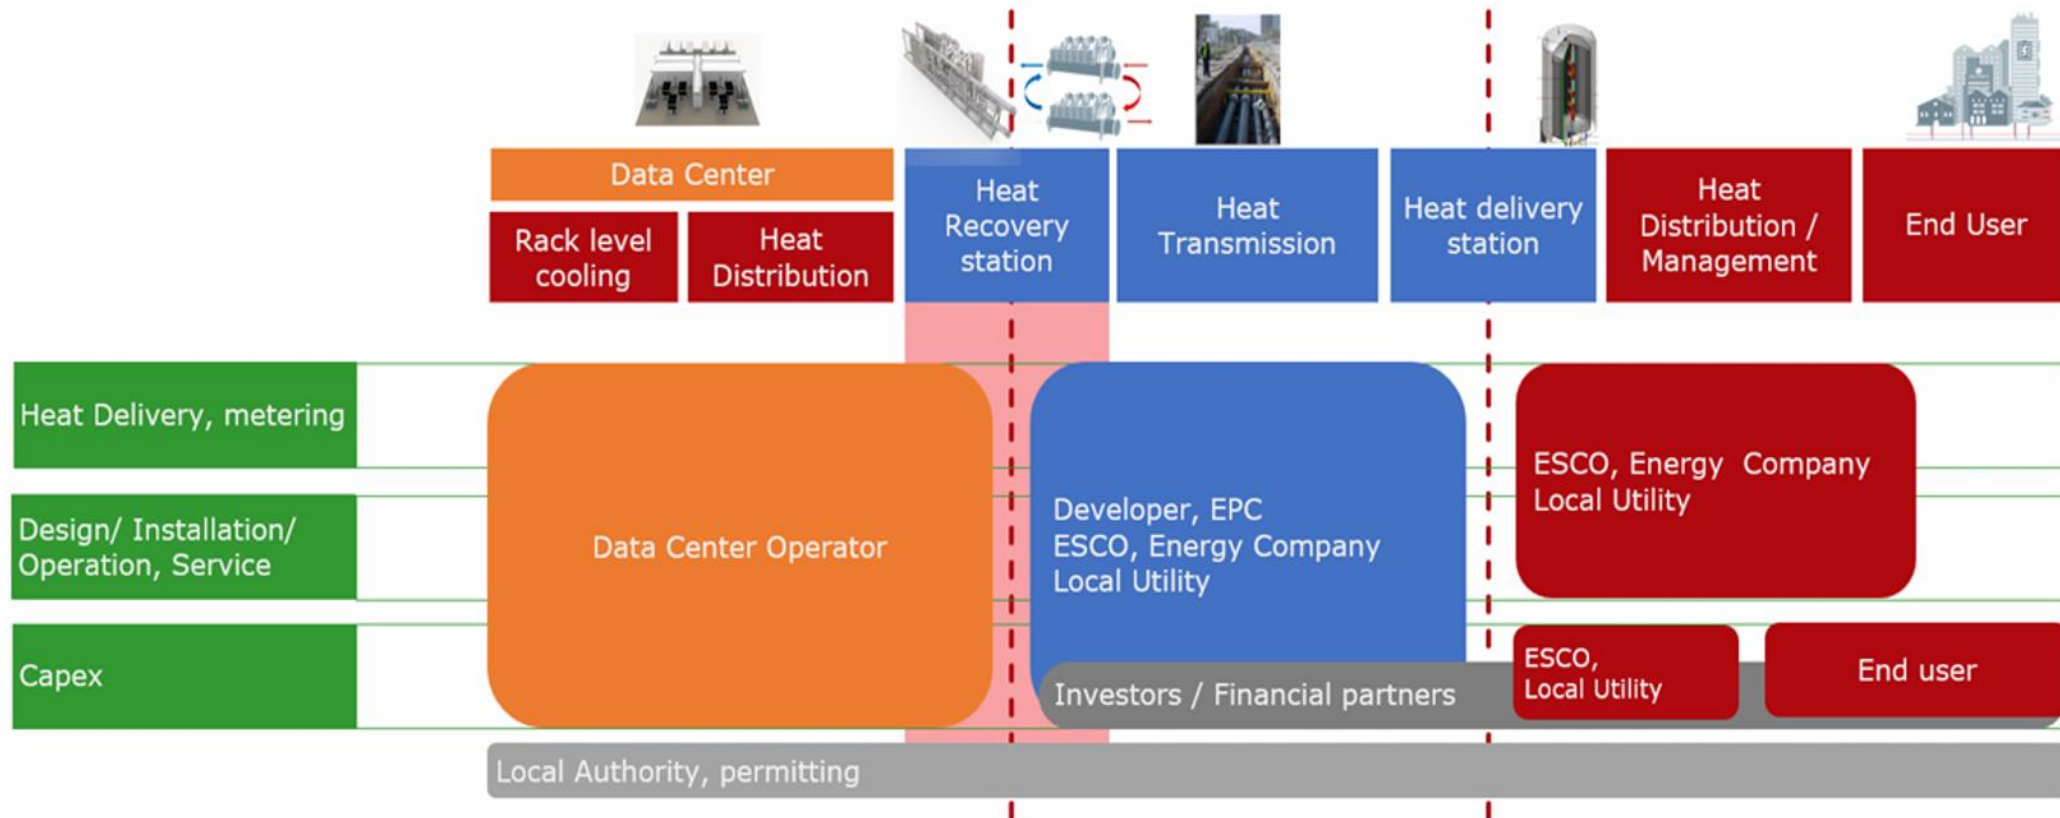 Data Center
Rack level
cooling
Heat
Distribution
Heat
Recovery
station
Heat
Transmission
Heat delivery
station
Heat
Distribution /
Management
End User
Heat Delivery, metering
Design/ Installation/
Operation, Service
Capex
Data Center Operator
Developer, EPC
ESCO, Energy Company
Local Utility
ESCO, Energy Company
Local Utility
Investors / Financial partners
ESCO,
Local Utility
End user
Local Authority, permitting